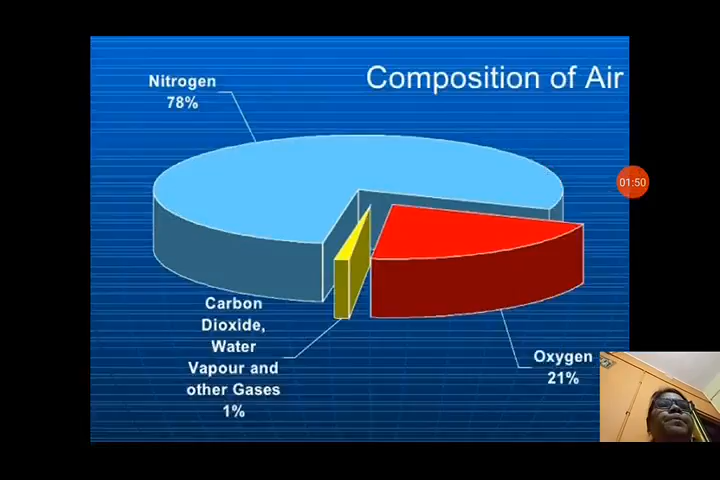 Composition of Air
Nitrogen
78%
01:50
Carbon
Dioxide,
Water
Vapour and
other Gases
1%
Oxygen
21%